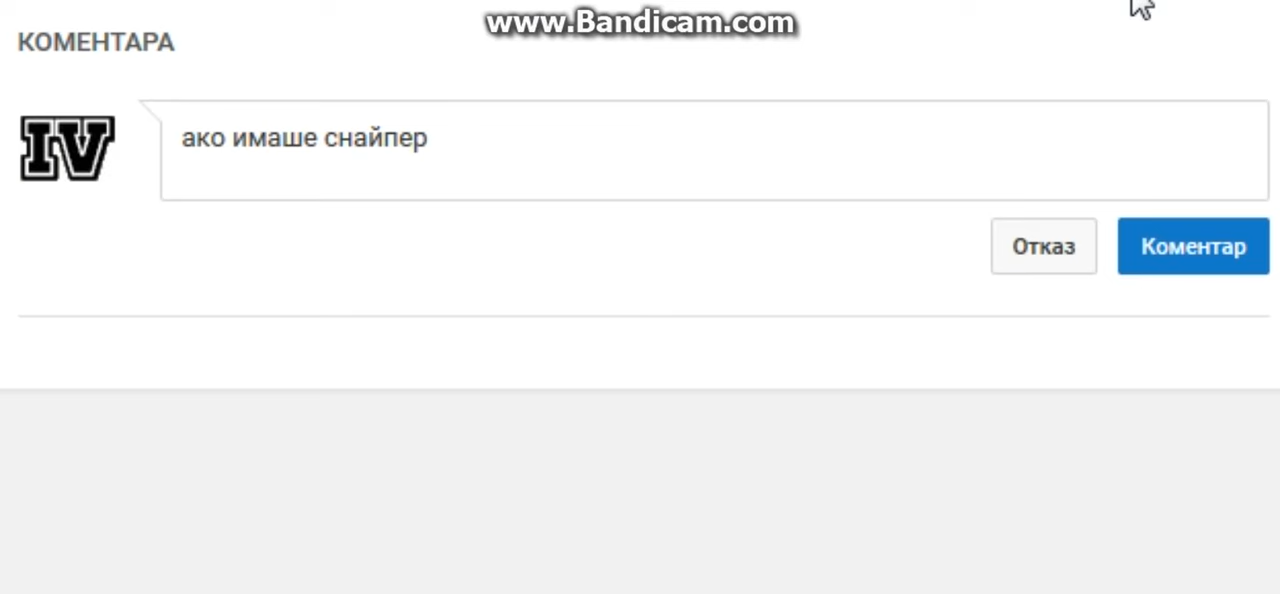 www.Bandicam.com
КОМЕНТАРА
IV
ако имаше снайпер
Отказ
Коментар